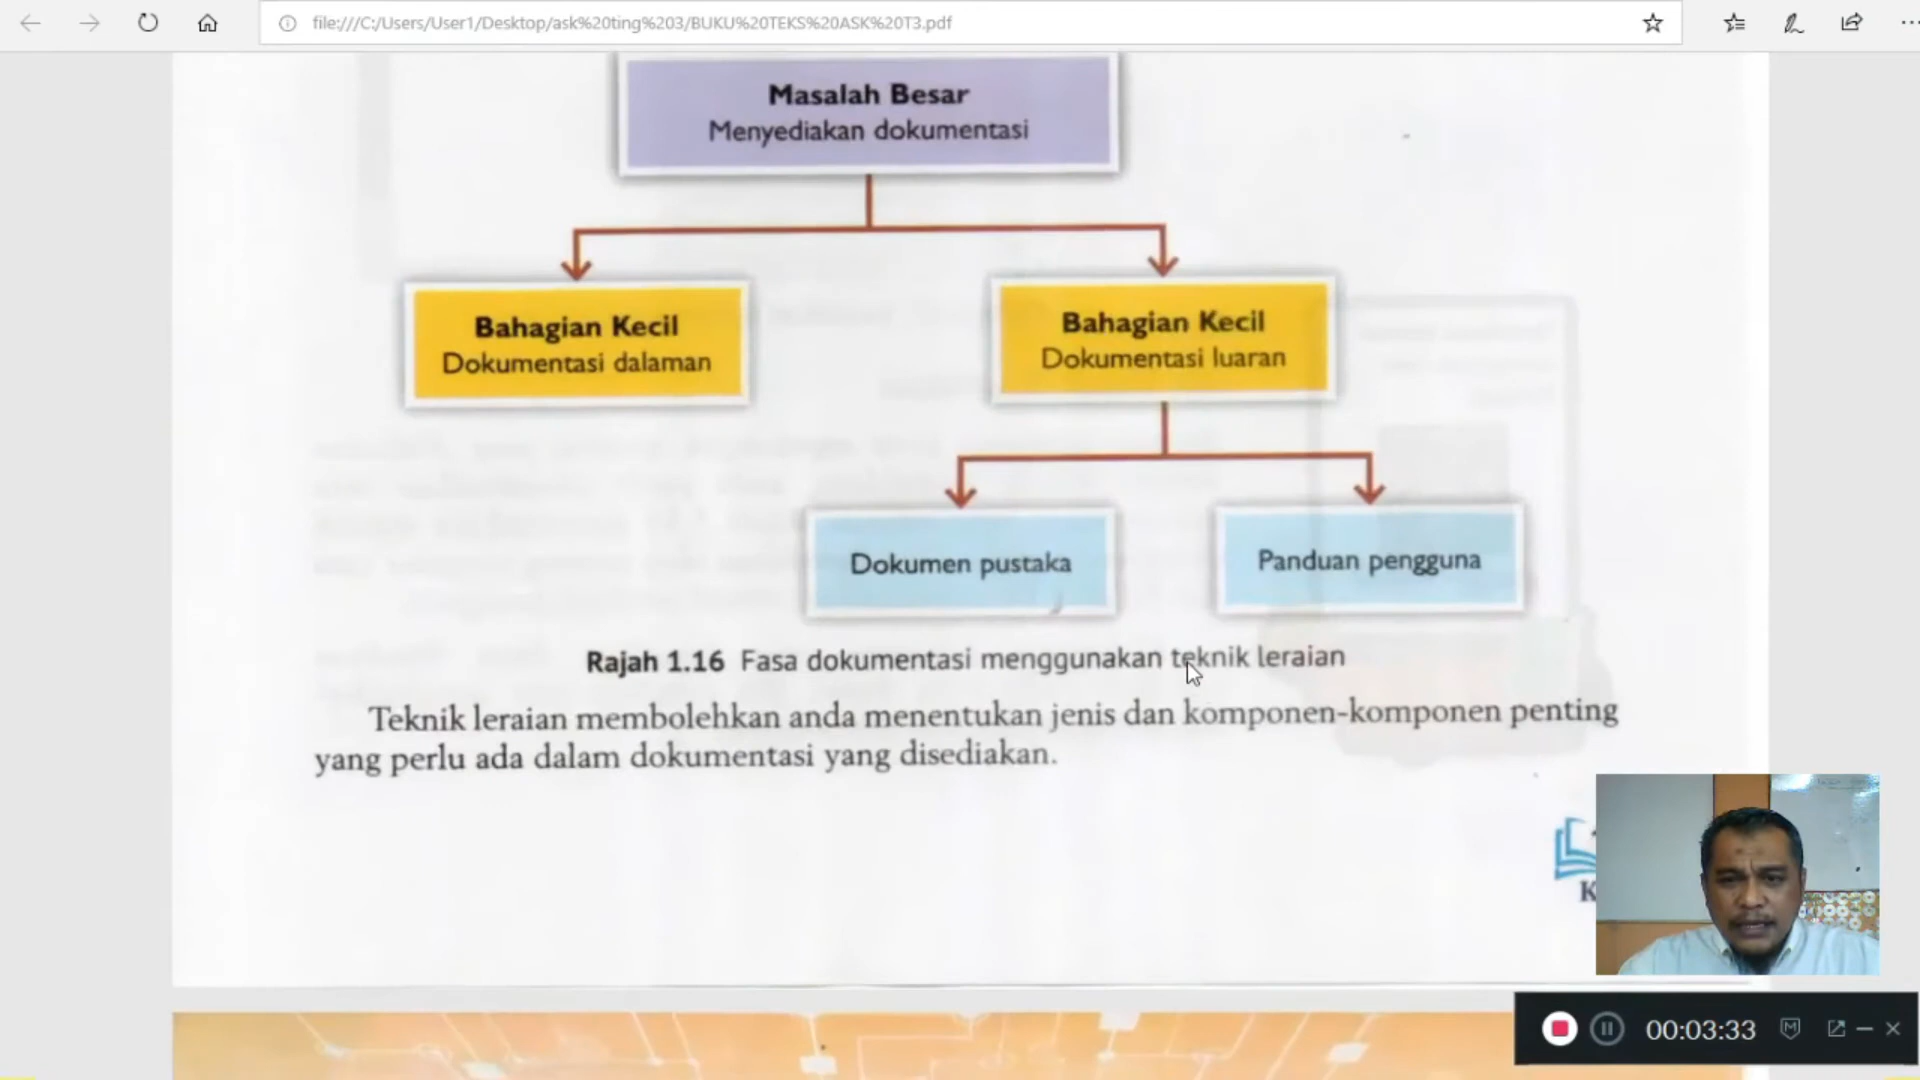 file:///C:/Users/User1/Desktop/ask%20ting%203/BUKU%20TEKS%20ASK%20T3.pdf
Masalah Besar
Menyediakan dokumentasi
Bahagian Kecil
Dokumentasi dalaman
Bahagian Kecil
Dokumentasi luaran
Dokumen pustaka
Panduan pengguna
Rajah 1.16 Fasa dokumentasi menggunakan teknik leraian
Teknik leraian membolehkan anda menentukan jenis dan komponen-komponen penting
yang perlu ada dalam dokumentasi yang disediakan.
K
00:03:33